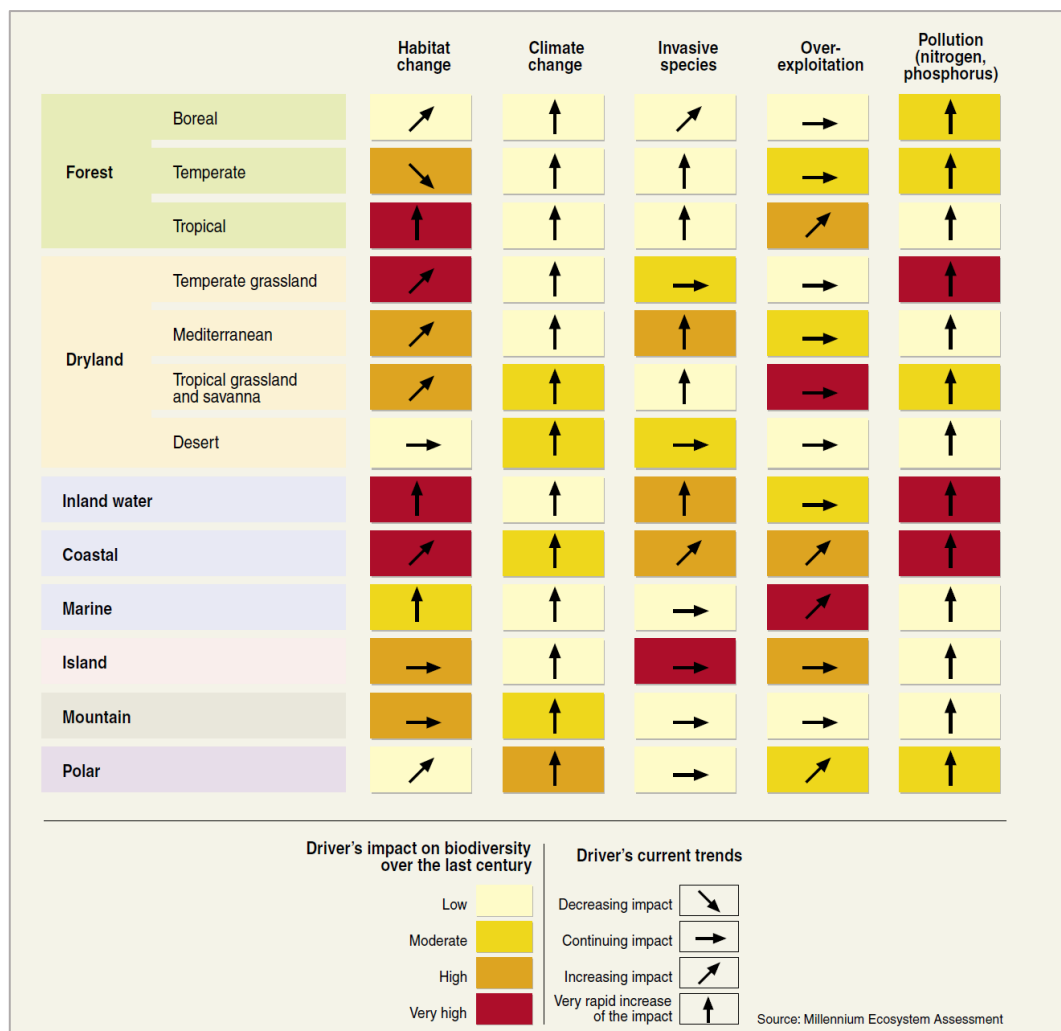 Habitat
change
Climate
change
Invasive
species
Over-
exploitation
Pollution
(nitrogen,
phosphorus)
Forest
Boreal
Temperate
Tropical
Dryland
Temperate grassland
Mediterranean
Tropical grassland
and savanna
Desert
Inland water
Coastal
Marine
Island
Mountain
Polar
Driver's impact on biodiversity
over the last century
Low
Moderate
High
Very high
Driver's current trends
Decreasing impact
Continuing impact
Increasing impact
Very rapid increase
of the impact
Source: Millennium Ecosystem Assessment